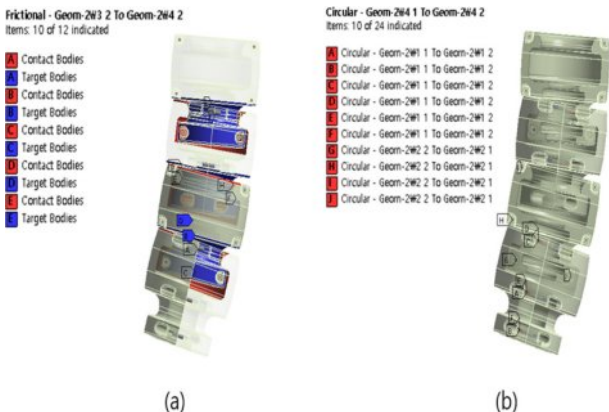 Frictional - Geom-2#3 2 To Geom-2#4 2
Items: 10 of 12 indicated
A Contact Bodies
A Target Bodies
B Contact Bodies
B Target Bodies
C Contact Bodies
C Target Bodies
D Contact Bodies
D Target Bodies
E Contact Bodies
E Target Bodies
(a)
Circular - Geom-2#4 1 To Geom-2#4 2
Items: 10 of 24 indicated
A Circular - Geom-2#1 1 To Geom-2#1 2
B Circular - Geom-2#1 1 To Geom-2#1 2
C Circular - Geom-2#1 1 To Geom-2#1 2
D Circular - Geom-2#1 1 To Geom-2#1 2
E Circular - Geom-2#1 1 To Geom-2#1 2
F Circular - Geom-2#1 1 To Geom-2#1 2
G Circular - Geom-2#2 2 To Geom-2#2 1
H Circular - Geom-2#2 2 To Geom-2#2 1
I Circular - Geom-2#2 2 To Geom-2#2 1
J Circular - Geom-2#2 2 To Geom-2#2 1
H
(b)